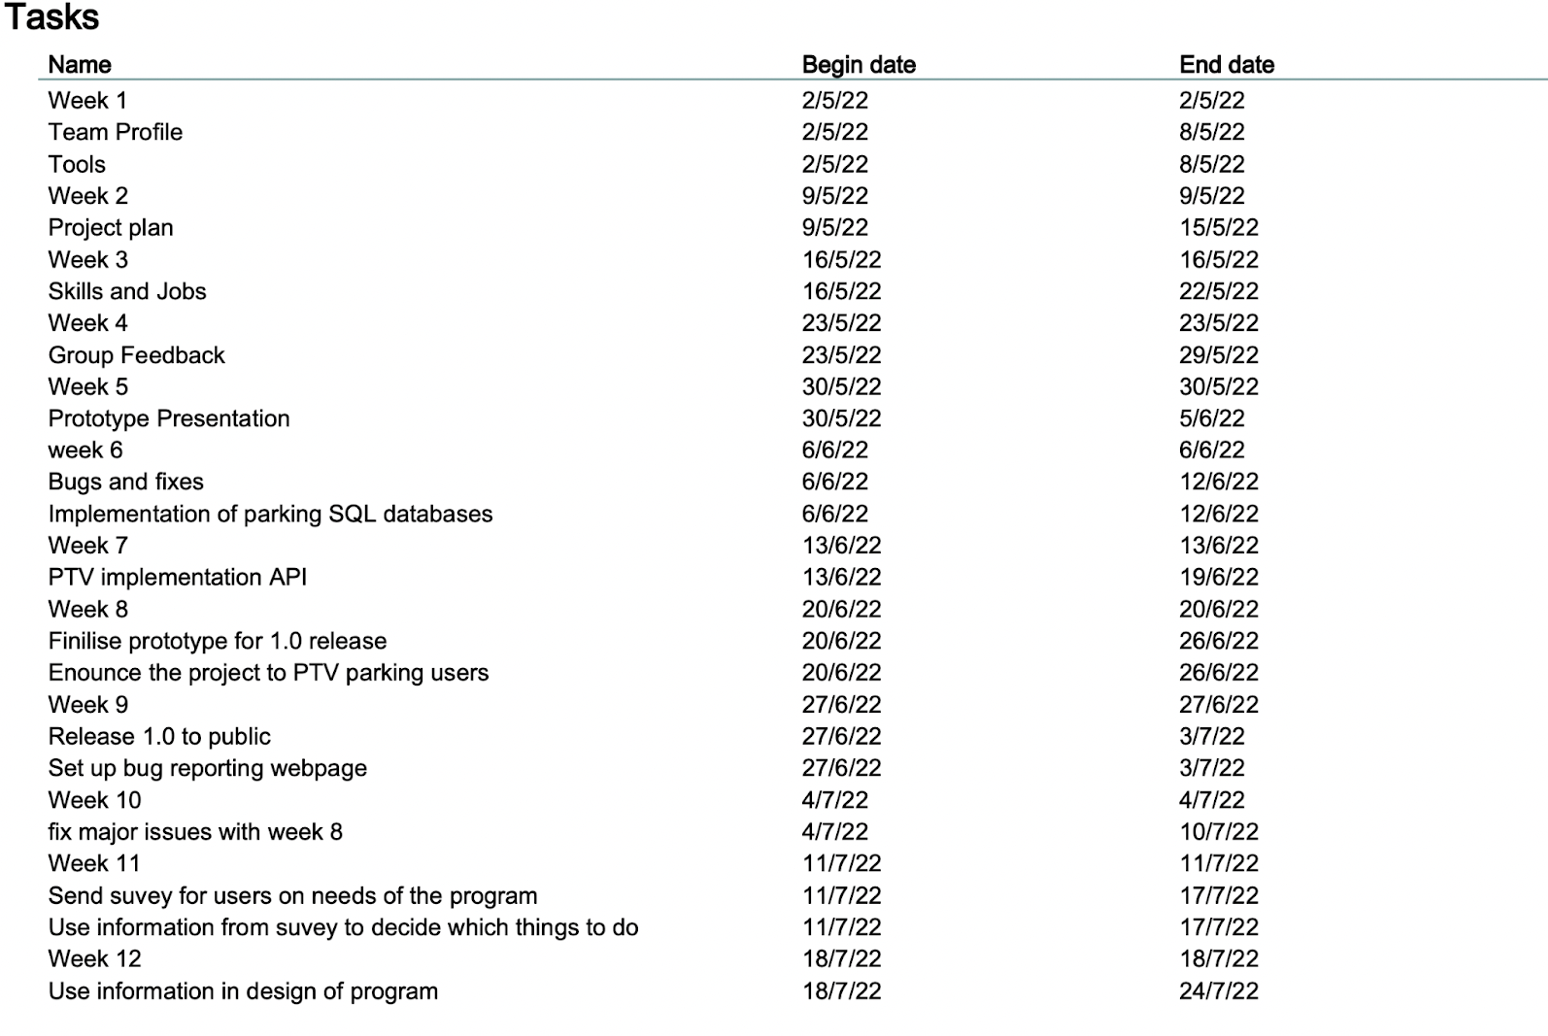 Tasks
Name Begin date End date
Week 1 2/5/22 2/5/22
Team Profile 2/5/22 8/5/22
Tools 2/5/22 8/5/22
Week 2 9/5/22 9/5/22
Project plan 9/5/22 15/5/22
Week 3 16/5/22 16/5/22
Skills and Jobs 16/5/22 22/5/22
Week 4 23/5/22 23/5/22
Group Feedback 23/5/22 29/5/22
Week 5 30/5/22 30/5/22
Prototype Presentation 30/5/22 5/6/22
week 6 6/6/22 6/6/22
Bugs and fixes 6/6/22 12/6/22
Implementation of parking SQL databases 6/6/22 12/6/22
Week 7 13/6/22 13/6/22
PTV implementation API 13/6/22 19/6/22
Week 8 20/6/22 20/6/22
Finilise prototype for 1.0 release 20/6/22 26/6/22
Enounce the project to PTV parking users 20/6/22 26/6/22
Week 9 27/6/22 27/6/22
Release 1.0 to public 27/6/22 3/7/22
Set up bug reporting webpage 27/6/22 3/7/22
Week 10 4/7/22 4/7/22
fix major issues with week 8 4/7/22 10/7/22
Week 11 11/7/22 11/7/22
Send suvey for users on needs of the program 11/7/22 17/7/22
Use information from suvey to decide which things to do 11/7/22 17/7/22
Week 12 18/7/22 18/7/22
Use information in design of program 18/7/22 24/7/22